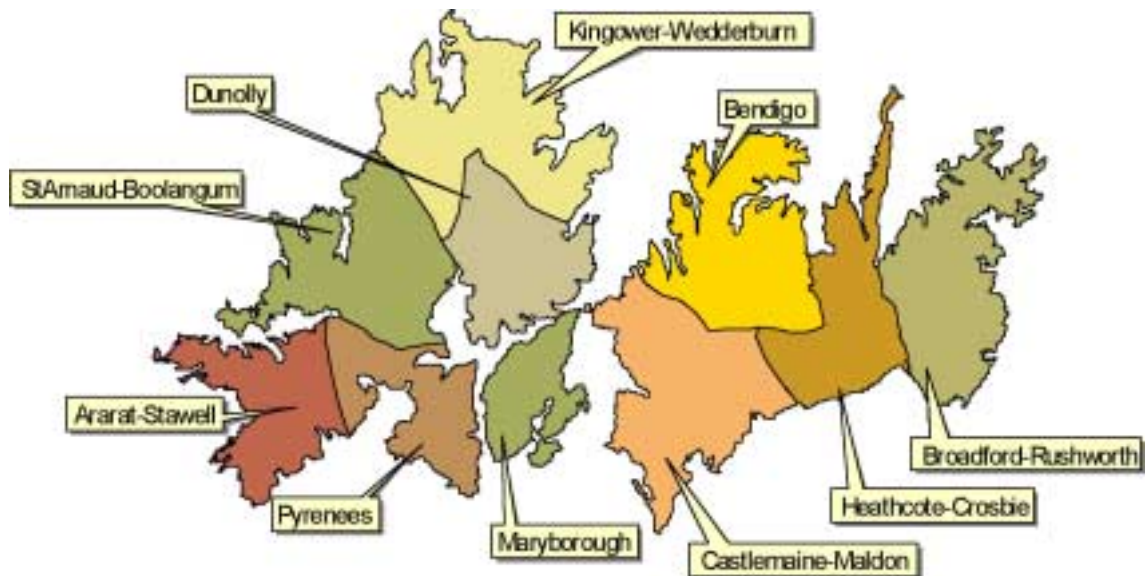 Kingower-Wedderburn
Dunolly
Bendigo
StArnaud-Boolangum
Ararat-Stawell
Broadford-Rushworth
Pyrenees
Heathcote-Crosbie
Maryborough
Castlemaine-Maldon